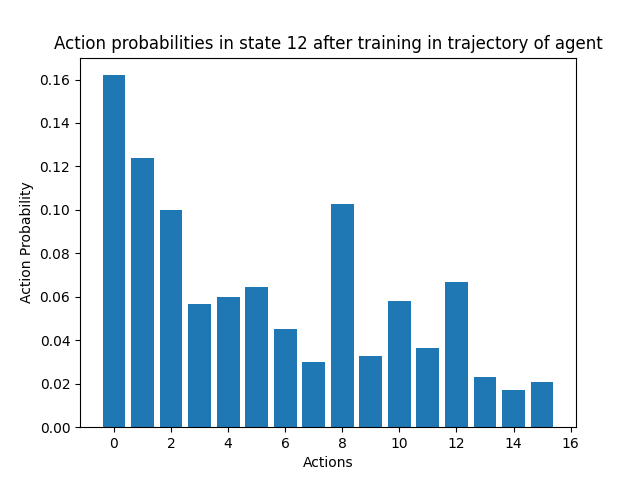 Action probabilities in state 12 after training in trajectory of agent
0.16
0.14
0.12
0.10
0.08
0.06
0.04
0.02
0.00
Action Probability
0 2 4 6 8 10 12 14 16
Actions